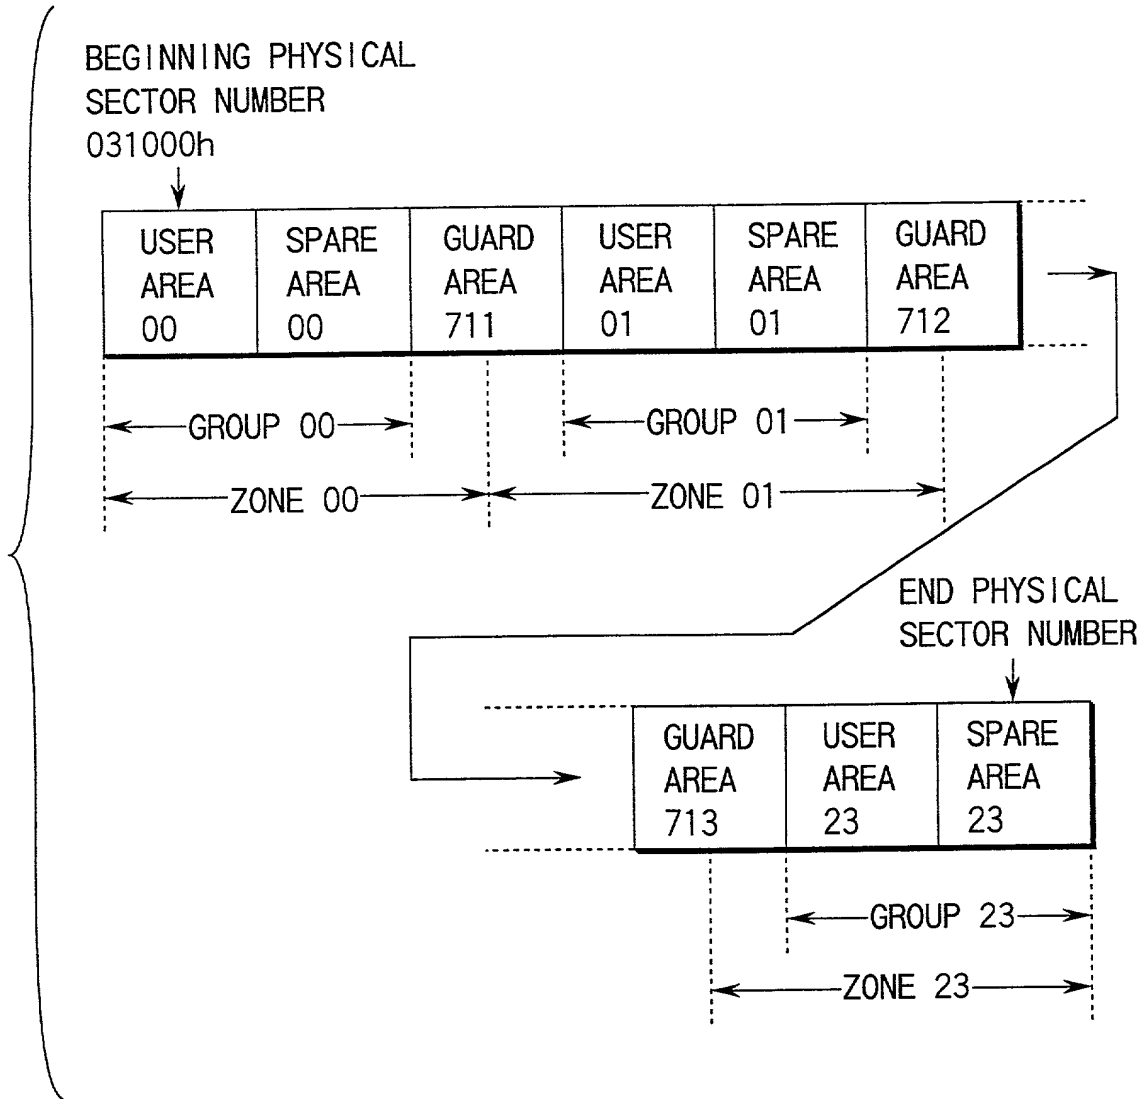 BEGINNING PHYSICAL
SECTOR NUMBER
031000h
USER
AREA
00
SPARE
AREA
00
GUARD
AREA
711
USER
AREA
01
SPARE
AREA
01
GUARD
AREA
712
GROUP 00
GROUP 01
ZONE 00
ZONE 01
END PHYSICAL
SECTOR NUMBER
GUARD
AREA
713
USER
AREA
23
SPARE
AREA
23
GROUP 23
ZONE 23